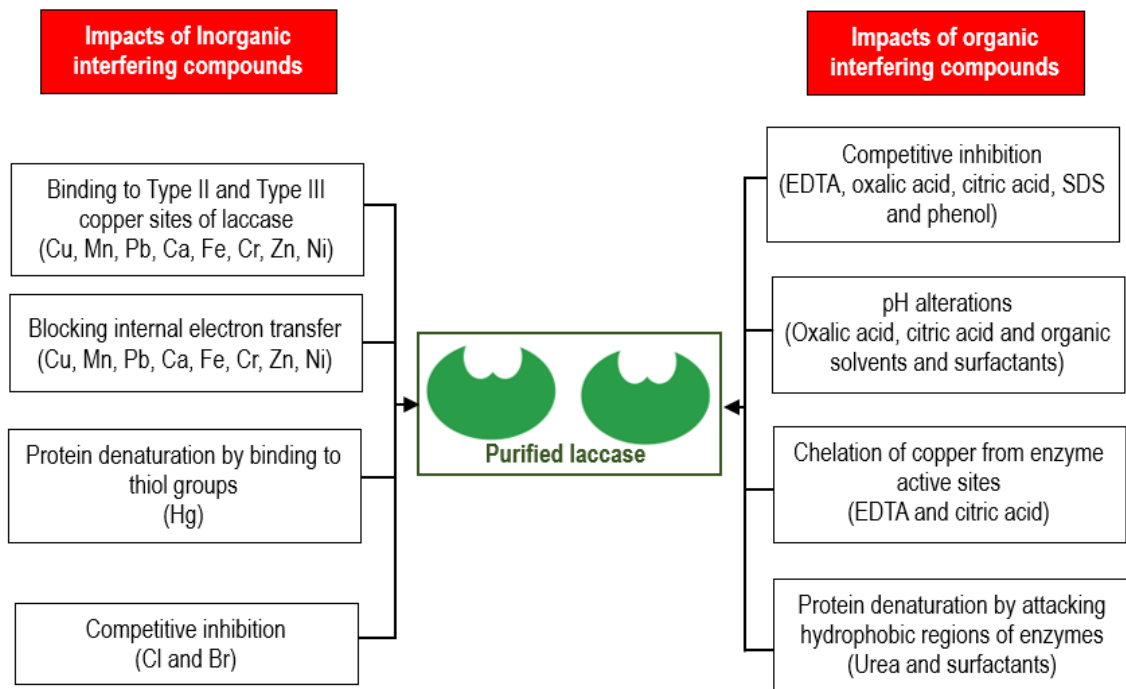 Impacts of Inorganic
interfering compounds
Binding to Type II and Type III
copper sites of laccase
(Cu, Mn, Pb, Ca, Fe, Cr, Zn, Ni)
Blocking internal electron transfer
(Cu, Mn, Pb, Ca, Fe, Cr, Zn, Ni)
Protein denaturation by binding to
thiol groups
(Hg)
Competitive inhibition
(Cl and Br)
Purified laccase
Impacts of organic
interfering compounds
Competitive inhibition
(EDTA, oxalic acid, citric acid, SDS
and phenol)
pH alterations
(Oxalic acid, citric acid and organic
solvents and surfactants)
Chelation of copper from enzyme
active sites
(EDTA and citric acid)
Protein denaturation by attacking
hydrophobic regions of enzymes
(Urea and surfactants)